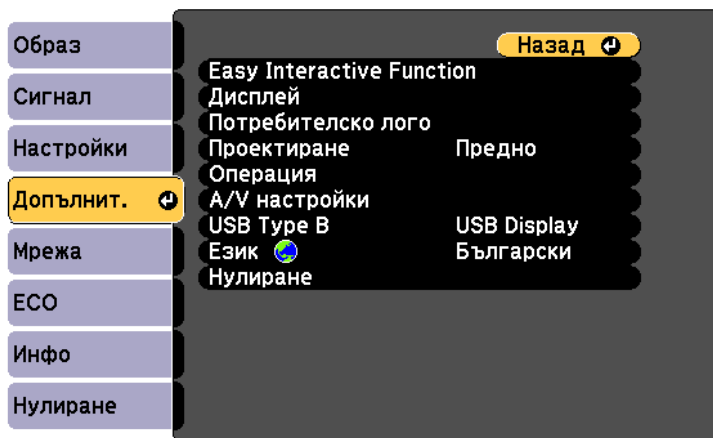 Образ
Сигнал
Настройки
Допълнит.
Мрежа
ECO
Инфо
Нулиране
Назад
Easy Interactive Function
Дисплей
Потребителско лого
Проектиране Предно
Операция
A/V настройки
USB Type B USB Display
Език Български
Нулиране